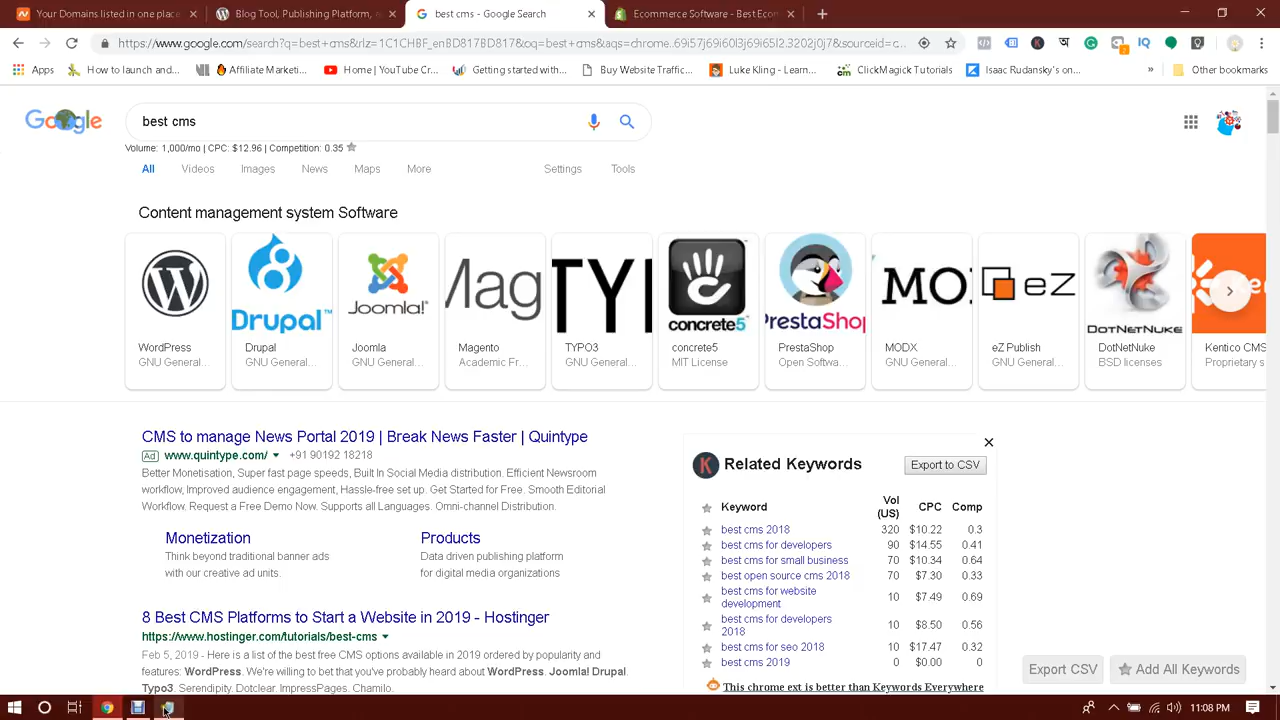 Your Domains listed in one place
Blog Tool, Publishing Platform,
best cms - Google Search
Ecommerce Software - Best Ecom
Apps
How to launch and...
Affiliate Marketi...
Home | YouTube Cr...
Getting started with...
Buy Website Traffic...
Luke Kling - Learn...
ClickMagick Tutorials
Isaac Rudansky's on...
Other bookmarks
Google
best cms
Volume: 1,000/mo | CPC: $12.96 | Competition: 0.35
All
Videos
Images
News
Maps
More
Settings
Tools
Content management system Software
Drupal™
Joomla!
Mag
TYP
concrete5
PrestaShop
MODX
eZ
DOTNETNUKE
WordPress
GNU General...
Drupal
GNU General...
Joomla
GNU General...
Magento
Academic Fr...
TYPO3
GNU General...
concrete5
MIT License
PrestaShop
Open Softwa...
MODX
GNU General...
eZ Publish
GNU General...
DotNetNuke
BSD licenses
Kentico CMS
Proprietary s
CMS to manage News Portal 2019 | Break News Faster | Quintype
Ad www.quintype.com/ +91 90192 18218
Better Monetisation, Super fast page speeds, Built In Social Media distribution. Efficient Newsroom
workflow, Improved audience engagement, Hassle-free set up. Get Started for Free. Smooth Editorial
Workflow. Request a Free Demo Now. Supports all Languages. Omni-channel Distribution.
Monetization
Think beyond traditional banner ads
with our creative ad units.
Products
Data driven publishing platform
for digital media organizations
8 Best CMS Platforms to Start a Website in 2019 - Hostinger
https://www.hostinger.com/tutorials/best-cms
Feb 5, 2019 - Here is a list of the best free CMS options available in 2019 ordered by popularity and
features: WordPress. We're willing to bet that you've probably heard about WordPress. Joomla! Drupal.
Typo3. Serendipity. Dotclear. ImpressPages. Chamilo.
K
Related Keywords
Export to CSV
Keyword Vol (US) CPC Comp
best cms 2018 320 $10.22 0.3
best cms for developers 90 $14.55 0.41
best cms for small business 70 $10.34 0.64
best open source cms 2018 70 $7.30 0.33
best cms for website
development 10 $7.49 0.69
best cms for developers
2018 10 $8.50 0.56
best cms for seo 2018 10 $17.47 0.32
best cms 2019 0 $0.00 0
This chrome ext is better than Keywords Everywhere
Export CSV
Add All Keywords
11:08 PM